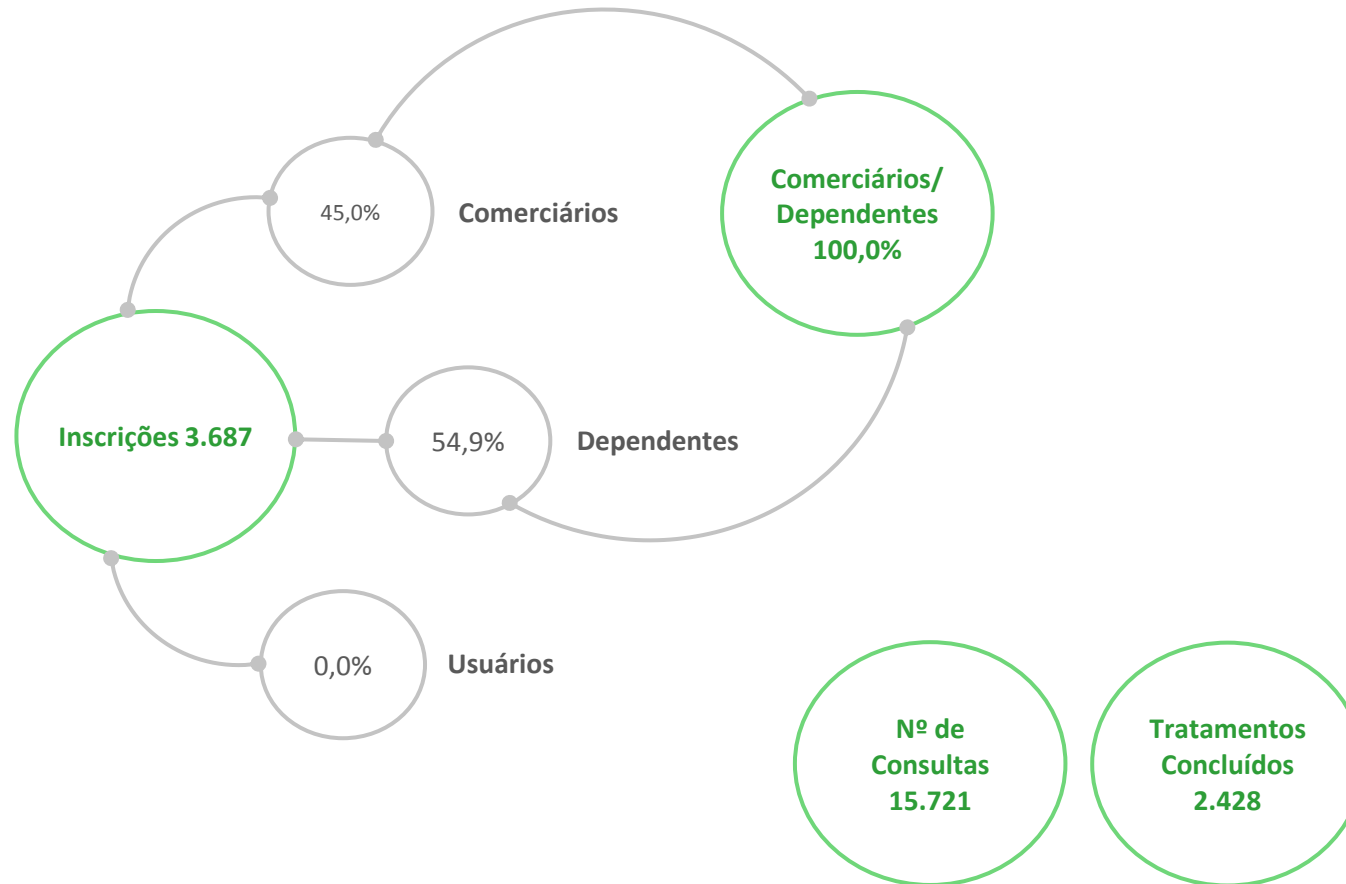 Comerciários/
Dependentes
100,0%
45,0%
Comerciários
Inscrições 3.687
54,9%
Dependentes
0,0%
Usuários
Nº de
Consultas
15.721
Tratamentos
Concluídos
2.428